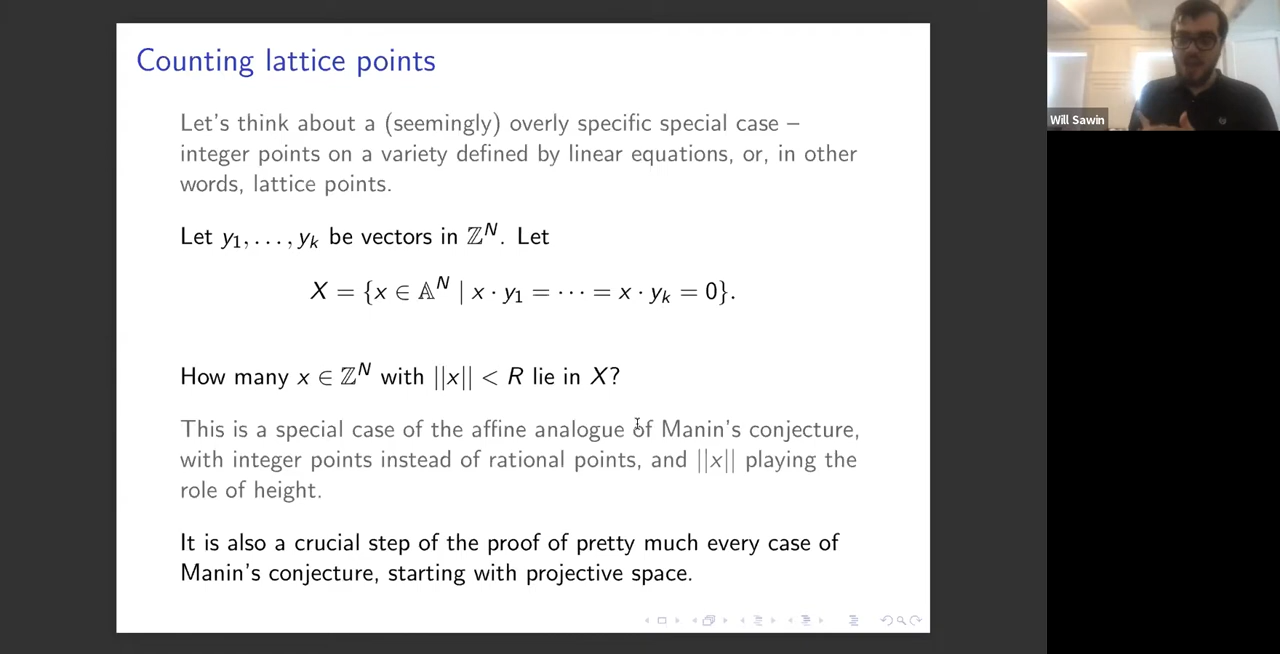 Counting lattice points
Let's think about a (seemingly) overly specific special case –
integer points on a variety defined by linear equations, or, in other
words, lattice points.
Let y₁, . . . , yₖ be vectors in ℤᴺ. Let
X = {x ∈ 𝔸ᴺ | x · y₁ = · · · = x · yₖ = 0}.
How many x ∈ ℤᴺ with ||x|| < R lie in X?
This is a special case of the affine analogue of Manin's conjecture,
with integer points instead of rational points, and ||x|| playing the
role of height.
It is also a crucial step of the proof of pretty much every case of
Manin's conjecture, starting with projective space.
Will Sawin